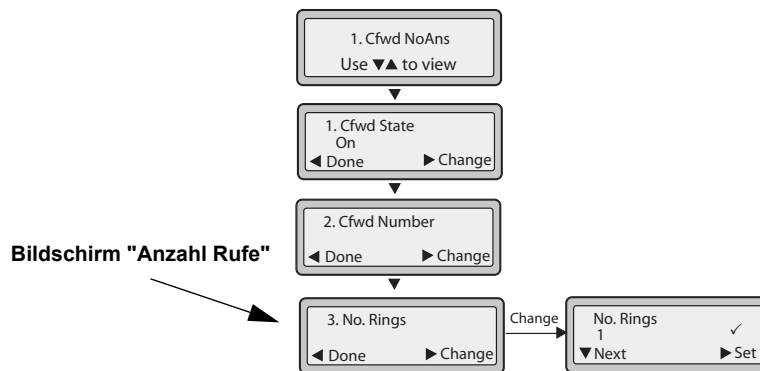 1. Cfwd NoAns
Use ▼▲ to view
▼
1. Cfwd State
On
◀ Done ▶ Change
▼
2. Cfwd Number
◀ Done ▶ Change
▼
Bildschirm "Anzahl Rufe"
3. No. Rings
◀ Done ▶ Change
Change
No. Rings
1 ✓
▼Next ▶Set